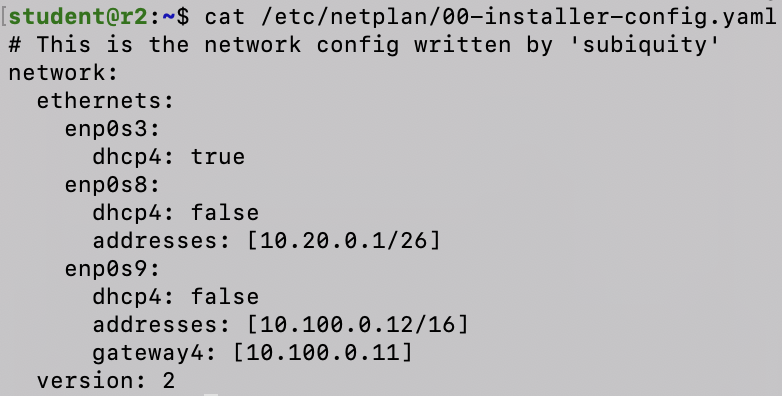 [student@r2:~$ cat /etc/netplan/00-installer-config.yaml
# This is the network config written by 'subiquity'
network:
  ethernets:
    enp0s3:
      dhcp4: true
    enp0s8:
      dhcp4: false
      addresses: [10.20.0.1/26]
    enp0s9:
      dhcp4: false
      addresses: [10.100.0.12/16]
      gateway4: [10.100.0.11]
  version: 2